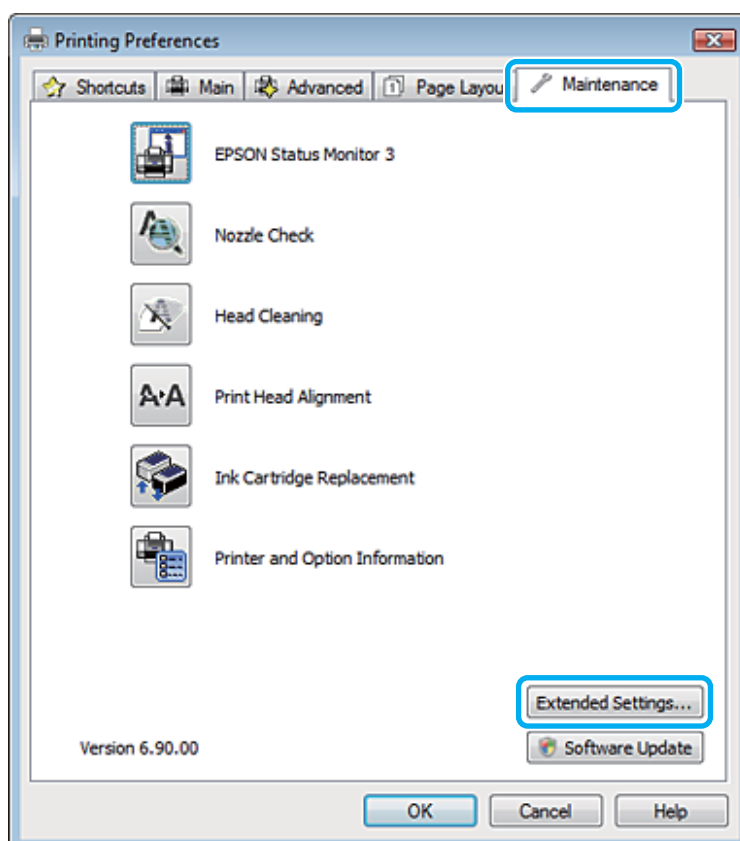 Printing Preferences
Shortcuts Main Advanced Page Layou Maintenance
EPSON Status Monitor 3
Nozzle Check
Head Cleaning
A A Print Head Alignment
Ink Cartridge Replacement
Printer and Option Information
Extended Settings...
Version 6.90.00 Software Update
OK Cancel Help